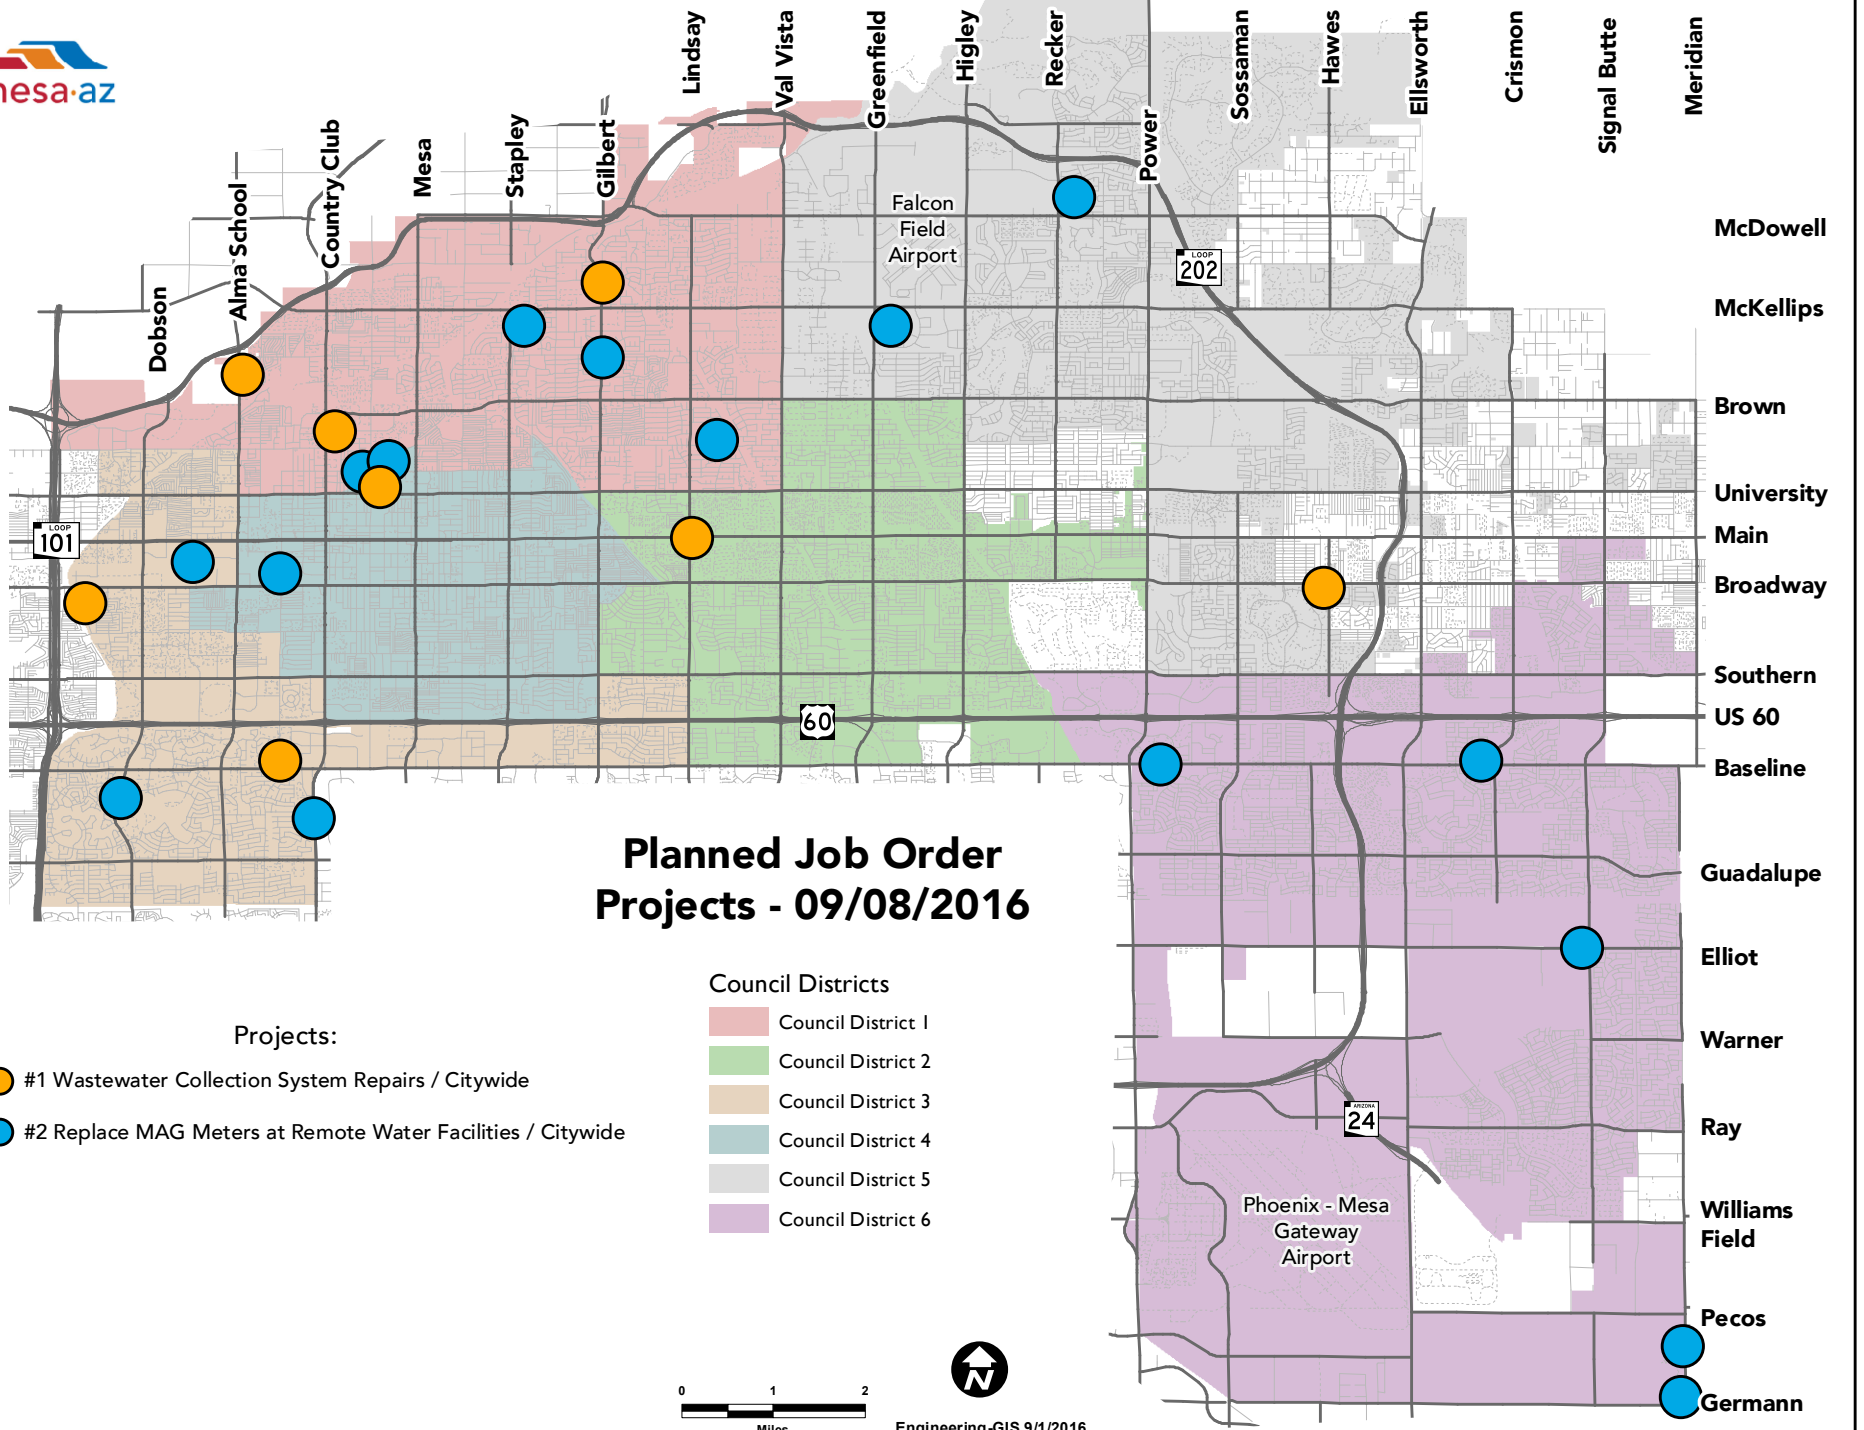 mesa·az
Lindsay
Val Vista
Greenfield
Higley
Recker
Power
Sossaman
Hawes
Ellsworth
Crismon
Signal Butte
Meridian
Dobson
Alma School
Country Club
Mesa
Stapley
Gilbert
Falcon
Field
Airport
LOOP
202
LOOP
101
60
McDowell
McKellips
Brown
University
Main
Broadway
Southern
US 60
Baseline
Guadalupe
Elliot
Warner
Ray
Williams
Field
Pecos
Germann
Planned Job Order
Projects - 09/08/2016
Council Districts
Council District 1
Council District 2
Council District 3
Council District 4
Council District 5
Council District 6
Projects:
#1 Wastewater Collection System Repairs / Citywide
#2 Replace MAG Meters at Remote Water Facilities / Citywide
ARIZONA
24
Phoenix - Mesa
Gateway
Airport
N
0 1 2
Miles
Engineering-GIS 9/1/2016